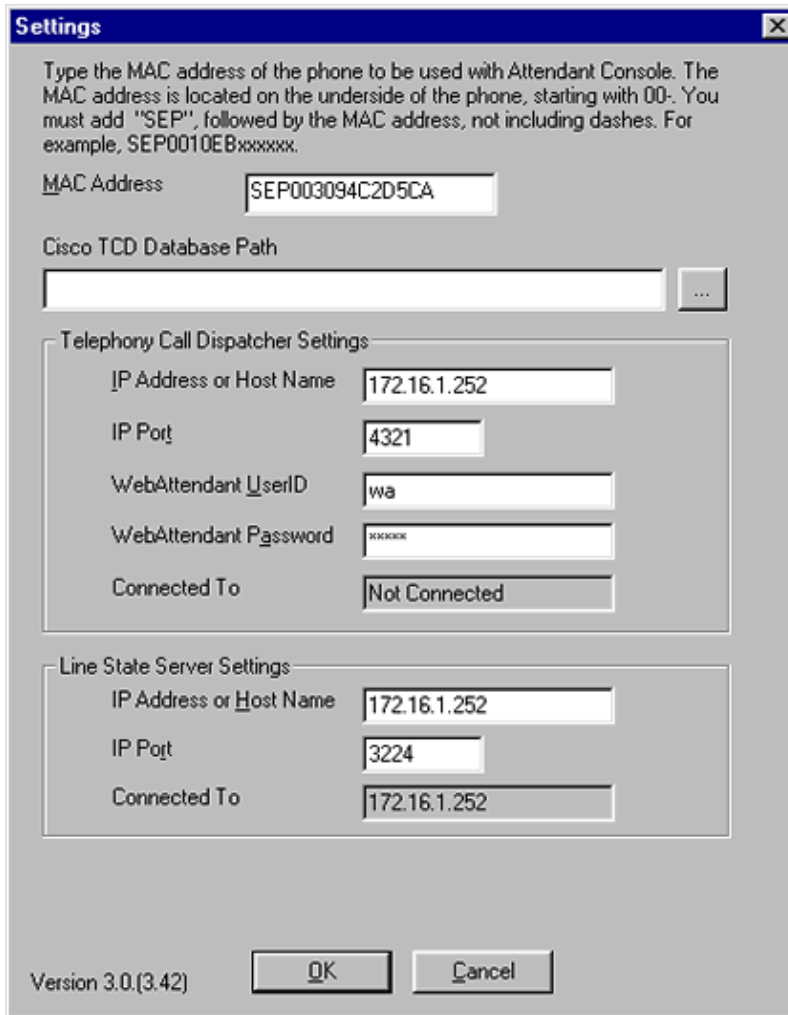 Settings
Type the MAC address of the phone to be used with Attendant Console. The
MAC address is located on the underside of the phone, starting with 00-. You
must add "SEP", followed by the MAC address, not including dashes. For
example, SEP0010EBxxxxxx.
MAC Address SEP003094C2D5CA
Cisco TCD Database Path
...
Telephony Call Dispatcher Settings
IP Address or Host Name 172.16.1.252
IP Port 4321
WebAttendant UserID wa
WebAttendant Password xxxxx
Connected To Not Connected
Line State Server Settings
IP Address or Host Name 172.16.1.252
IP Port 3224
Connected To 172.16.1.252
Version 3.0.(3.42) OK Cancel